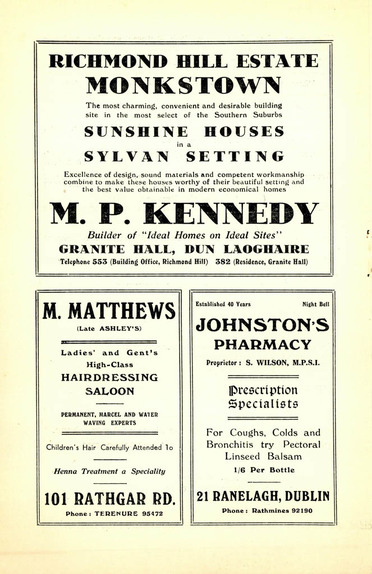 RICHMOND HILL ESTATE
MONKSTOWN
The most charming, convenient and desirable building
site in the most select of the Southern Suburbs
SUNSHINE HOUSES
in a
SYLVAN SETTING
Excellence of design, sound materials and competent workmanship
combine to make these houses worthy of their beautiful setting and
the best value obtainable in modern economical homes
M. P. KENNEDY
Builder of "Ideal Homes on Ideal Sites"
GRANITE HALL, DUN LAOGHAIRE
Telephone 553 (Building Office, Richmond Hill) 382 (Residence, Granite Hall)
M. MATTHEWS
(Late ASHLEY'S)
Ladies' and Gent's
High-Class
HAIRDRESSING
SALOON
PERMANENT, MARCEL AND WATER
WAVING EXPERTS
Children's Hair Carefully Attended To
Henna Treatment a Speciality
101 RATHGAR RD.
Phone: TERENURE 95472
Established 40 Years Night Bell
JOHNSTON'S
PHARMACY
Proprietor: S. WILSON, M.P.S.I.
Prescription
Specialists
For Coughs, Colds and
Bronchitis try Pectoral
Linseed Balsam
1/6 Per Bottle
21 RANELAGH, DUBLIN
Phone: Rathmines 92190